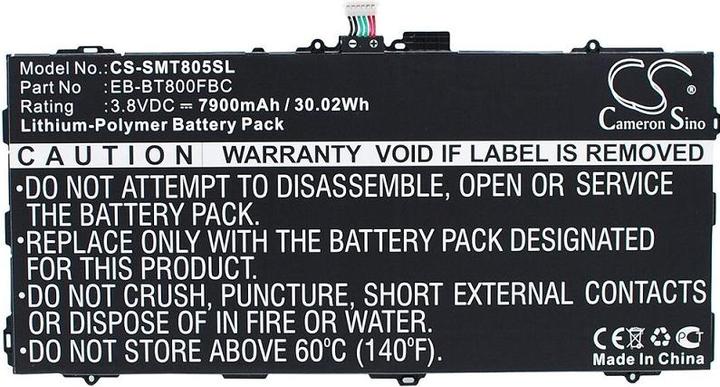 Model No.: CS-SMT805SL
Part No : EB-BT800FBC
Rating : 3.8VDC 7900mAh / 30.02Wh
Lithium-Polymer Battery Pack
CS
Cameron Sino
CAUTION WARRANTY VOID IF LABEL IS REMOVED
•DO NOT ATTEMPT TO DISASSEMBLE, OPEN OR SERVICE
THE BATTERY PACK.
•REPLACE ONLY WITH THE BATTERY PACK DESIGNATED
FOR THIS PRODUCT.
•DO NOT CRUSH, PUNCTURE, SHORT EXTERNAL CONTACTS
OR DISPOSE OF IN FIRE OR WATER.
•DO NOT STORE ABOVE 60°C (140°F).
CE
Made In China